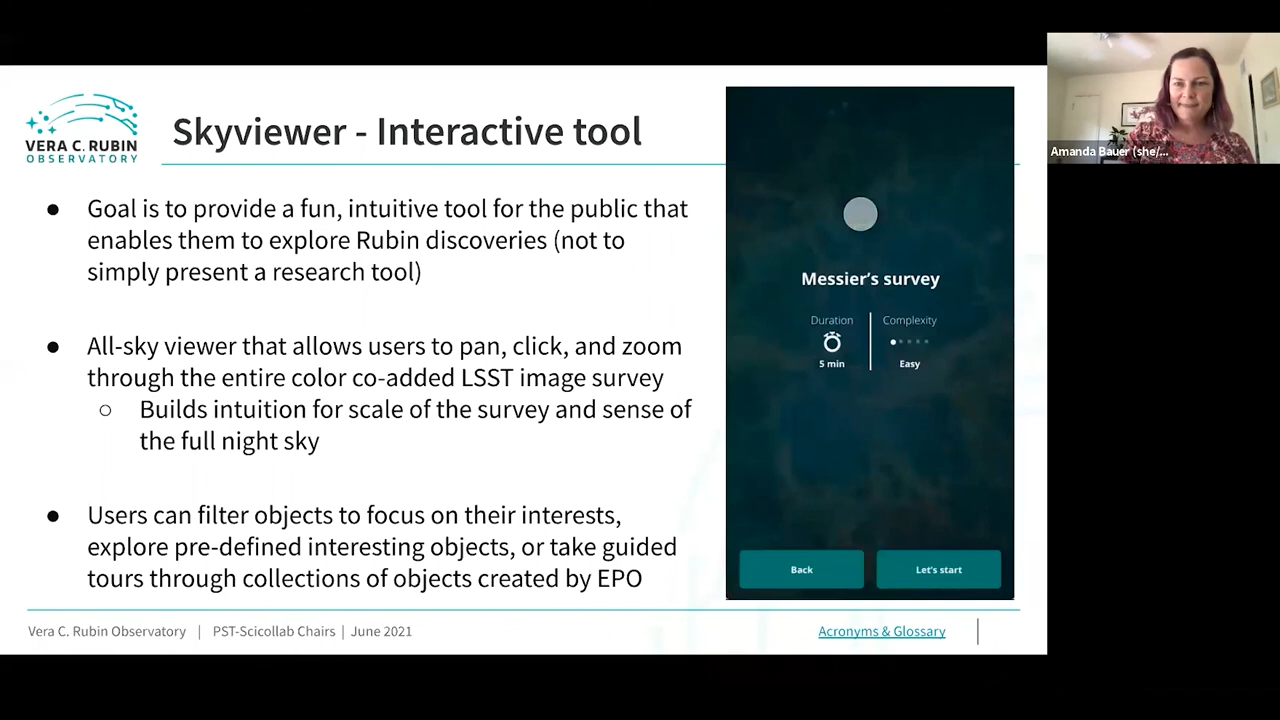 VERA C. RUBIN
OBSERVATORY
Skyviewer - Interactive tool
● Goal is to provide a fun, intuitive tool for the public that
enables them to explore Rubin discoveries (not to
simply present a research tool)
● All-sky viewer that allows users to pan, click, and zoom
through the entire color co-added LSST image survey
○ Builds intuition for scale of the survey and sense of
the full night sky
● Users can filter objects to focus on their interests,
explore pre-defined interesting objects, or take guided
tours through collections of objects created by EPO
Messier's survey
Duration
5 min
Complexity
Easy
Back
Let's start
Vera C. Rubin Observatory | PST-Scicollab Chairs | June 2021
Acronyms & Glossary
Amanda Bauer (she/...